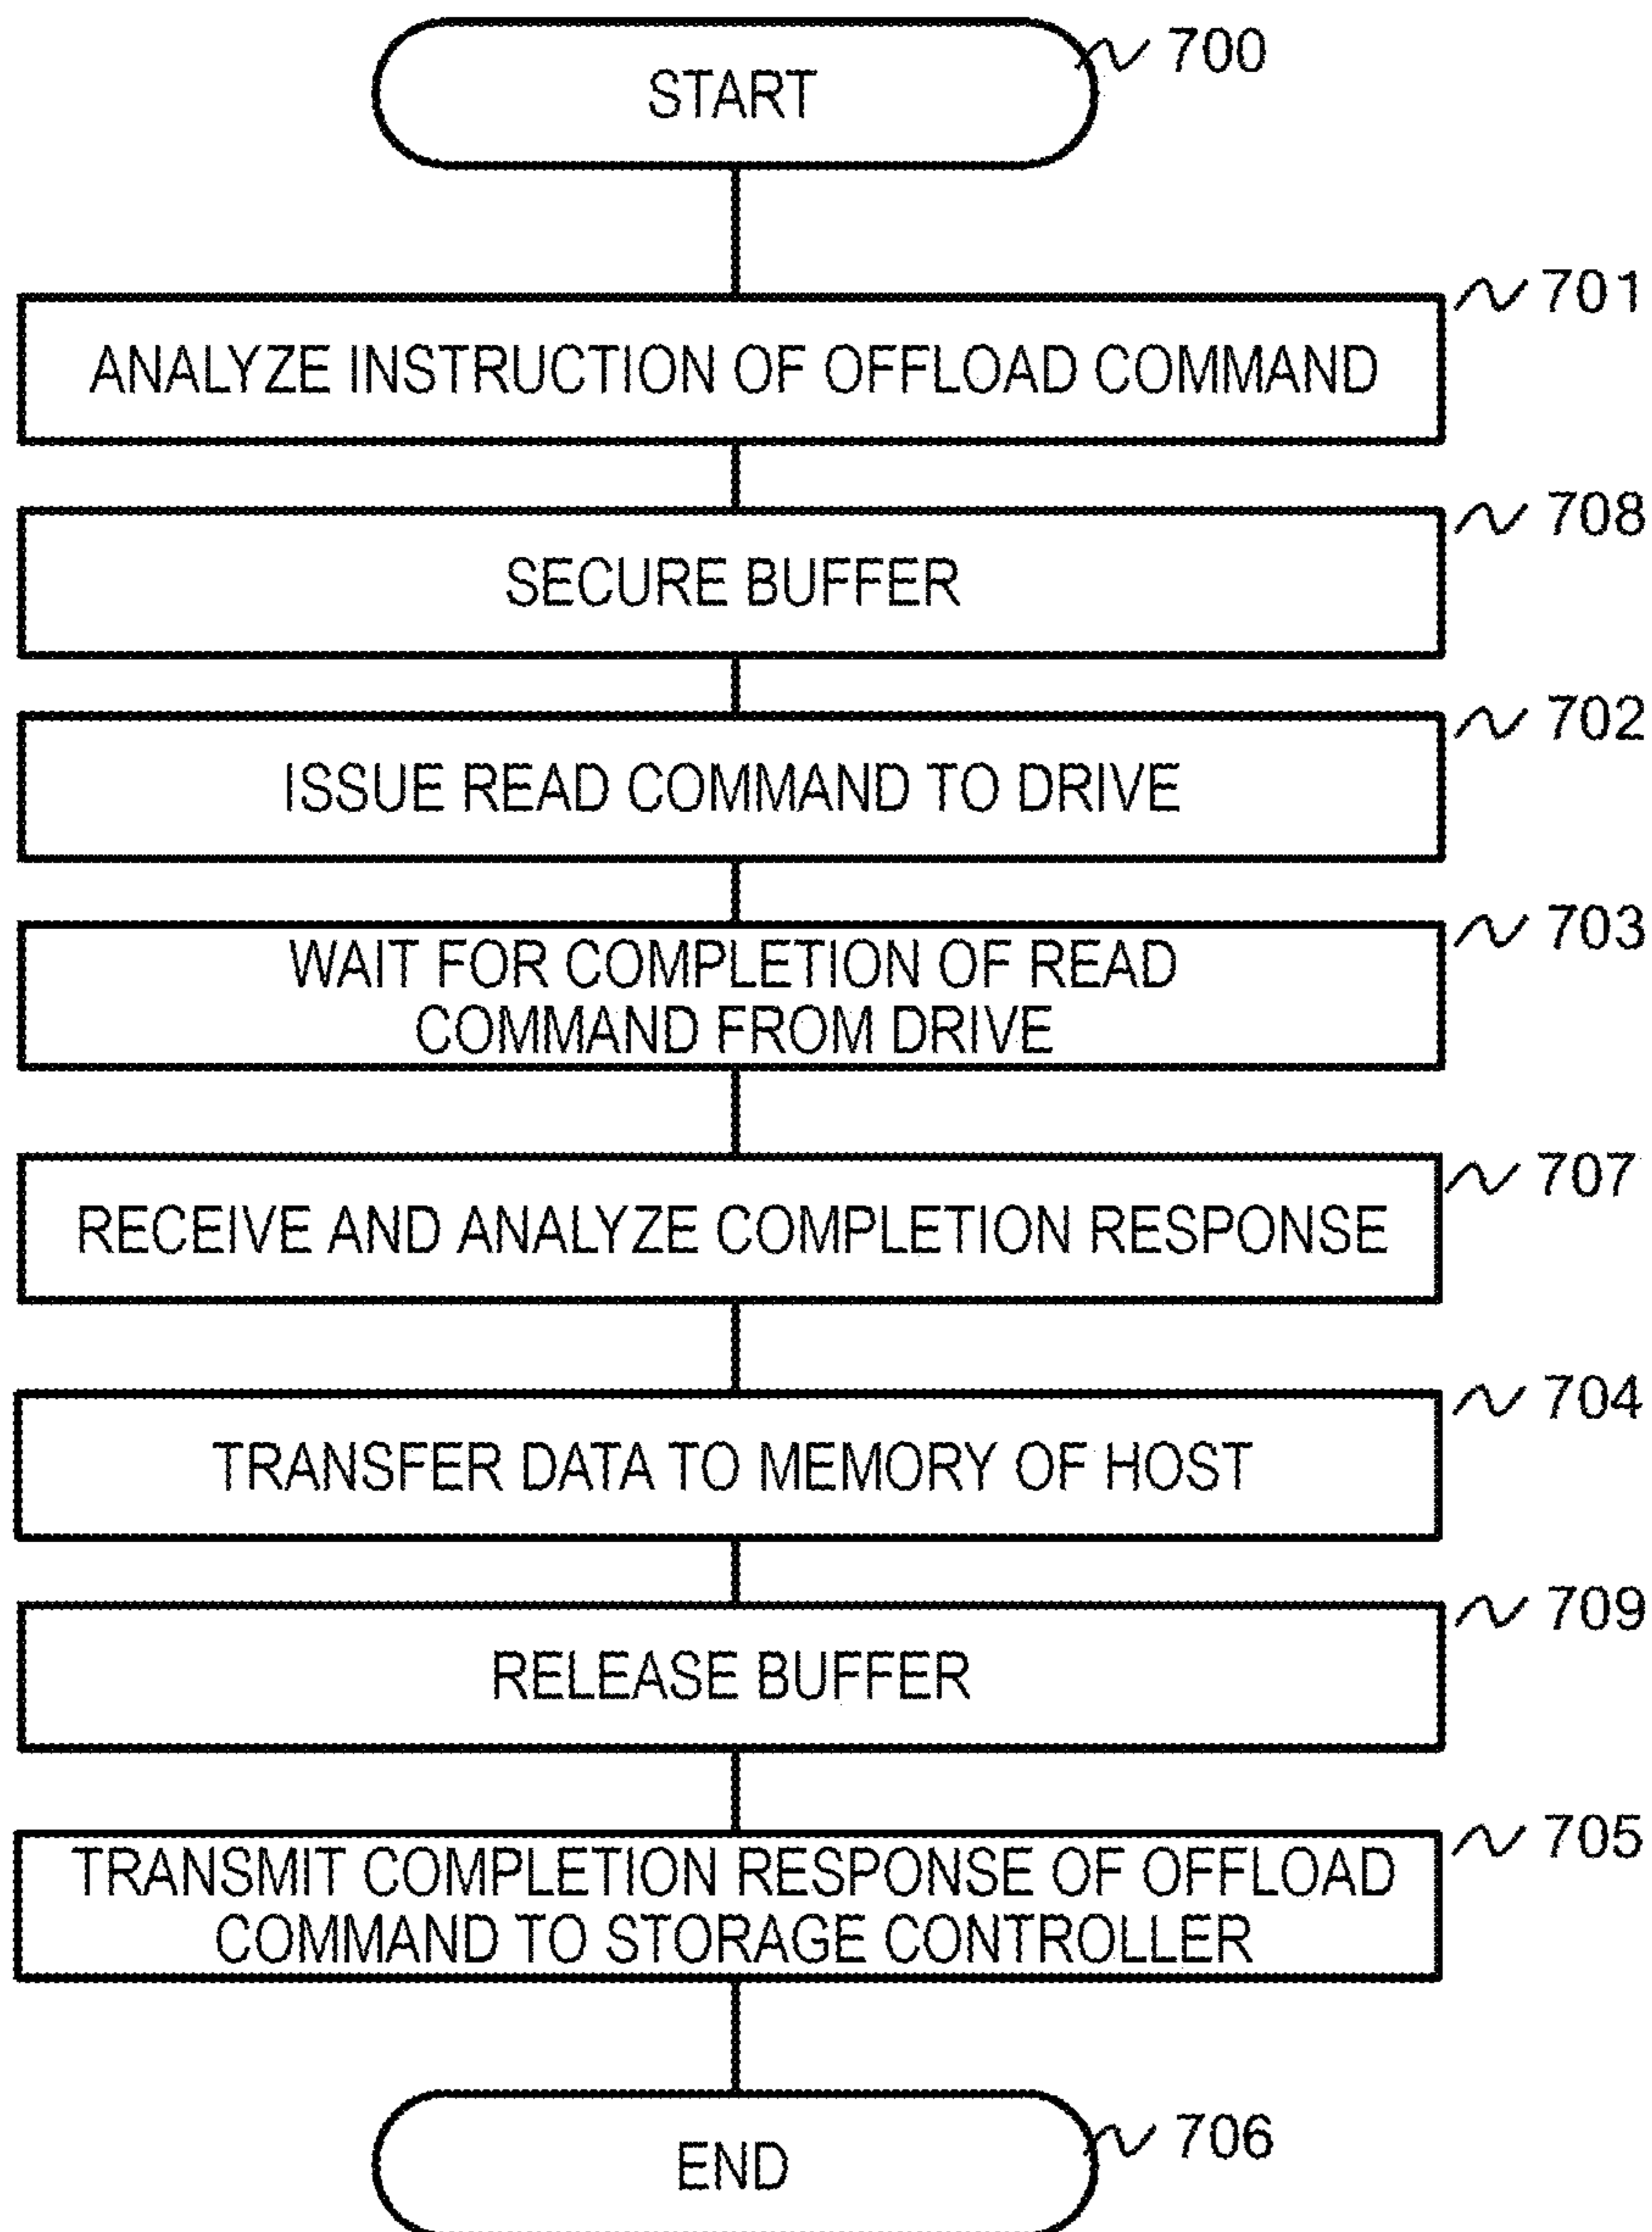 START
700
701
ANALYZE INSTRUCTION OF OFFLOAD COMMAND
708
SECURE BUFFER
702
ISSUE READ COMMAND TO DRIVE
703
WAIT FOR COMPLETION OF READ
COMMAND FROM DRIVE
707
RECEIVE AND ANALYZE COMPLETION RESPONSE
704
TRANSFER DATA TO MEMORY OF HOST
709
RELEASE BUFFER
705
TRANSMIT COMPLETION RESPONSE OF OFFLOAD
COMMAND TO STORAGE CONTROLLER
706
END